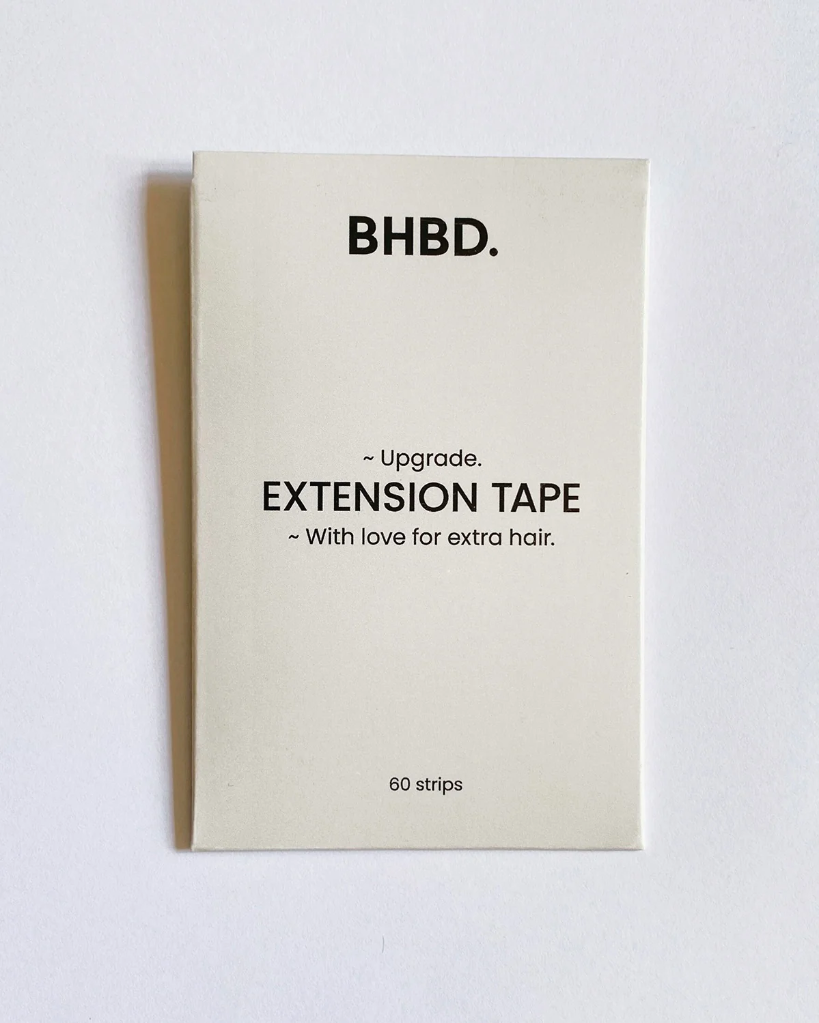 BHBD.
~ Upgrade.
EXTENSION TAPE
~ With love for extra hair.
60 strips